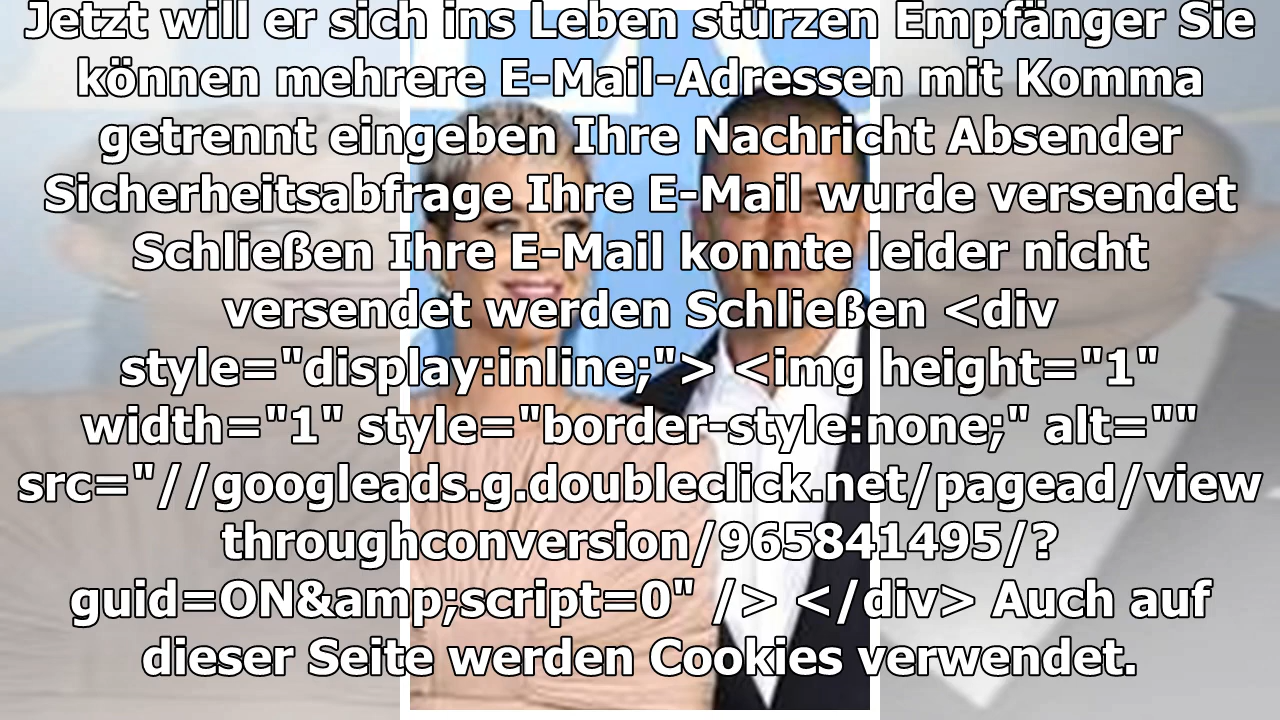 Jetzt will er sich ins Leben stürzen Empfänger Sie
können mehrere E-Mail-Adressen mit Komma
getrennt eingeben Ihre Nachricht Absender
Sicherheitsabfrage Ihre E-Mail wurde versendet
Schließen Ihre E-Mail konnte leider nicht
versendet werden Schließen <div
style="display:inline;"> <img height="1"
width="1" style="border-style:none;" alt=""
src="//googleads.g.doubleclick.net/pagead/view
throughconversion/965841495/?
guid=ON&amp;script=0" /> </div> Auch auf
dieser Seite werden Cookies verwendet.